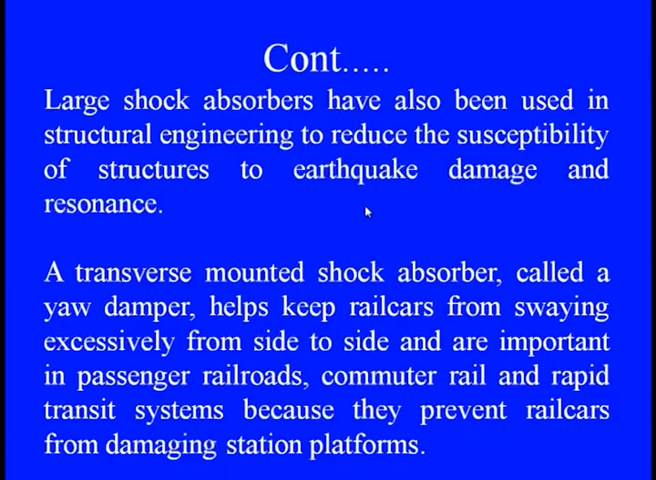 Cont.....
Large shock absorbers have also been used in
structural engineering to reduce the susceptibility
of structures to earthquake damage and
resonance.
A transverse mounted shock absorber, called a
yaw damper, helps keep railcars from swaying
excessively from side to side and are important
in passenger railroads, commuter rail and rapid
transit systems because they prevent railcars
from damaging station platforms.